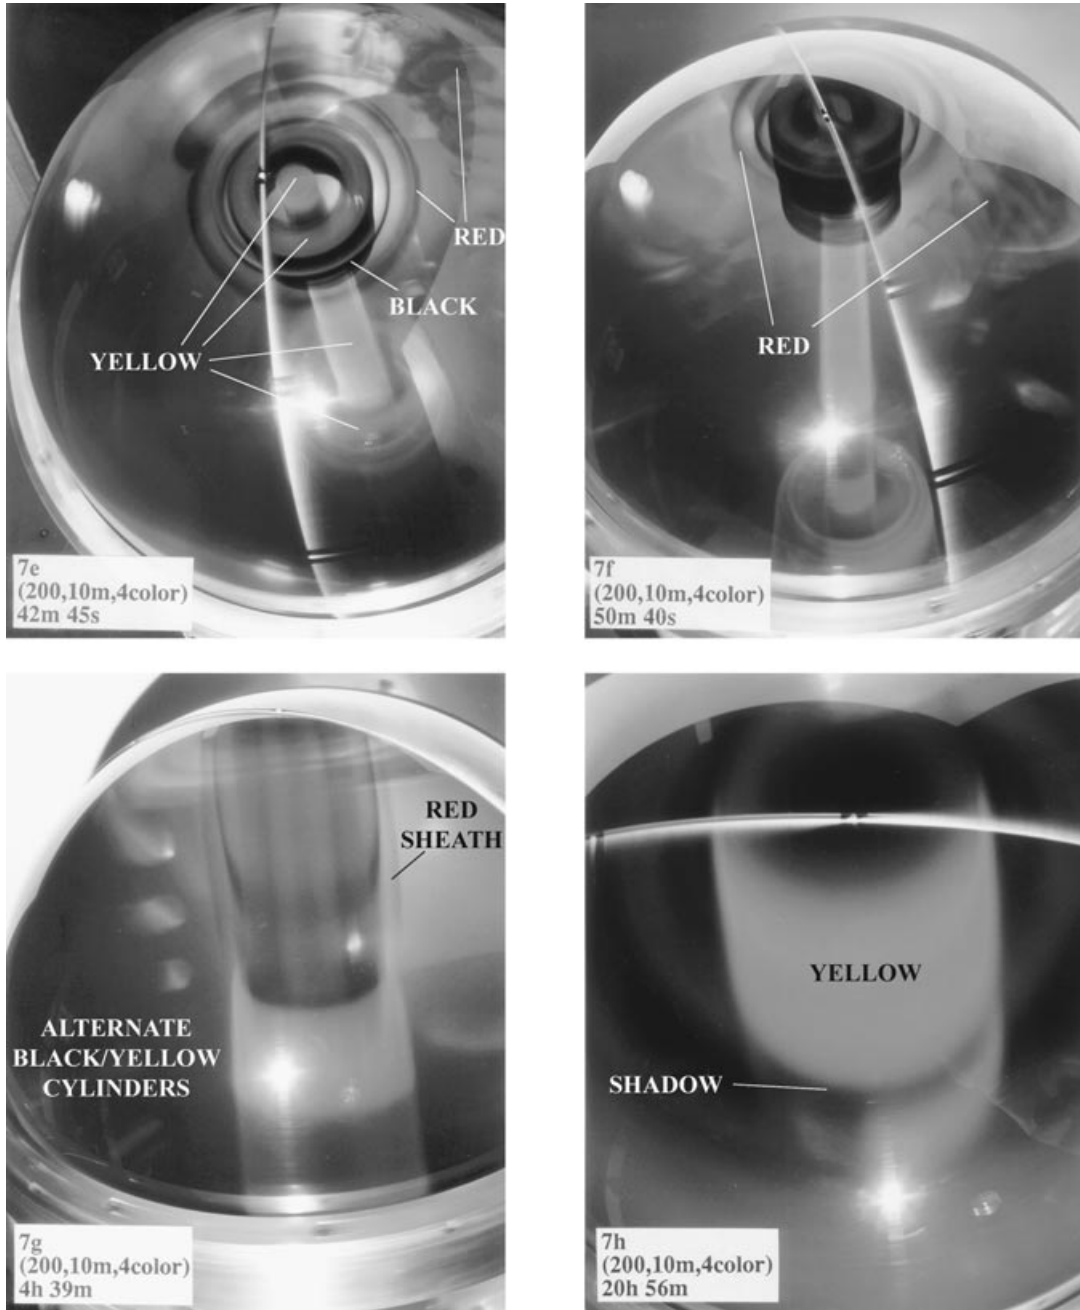 RED
BLACK
YELLOW
7e
(200,10m,4color)
42m 45s
RED
7f
(200,10m,4color)
50m 40s
RED
SHEATH
ALTERNATE
BLACK/YELLOW
CYLINDERS
7g
(200,10m,4color)
4h 39m
YELLOW
SHADOW
7h
(200,10m,4color)
20h 56m